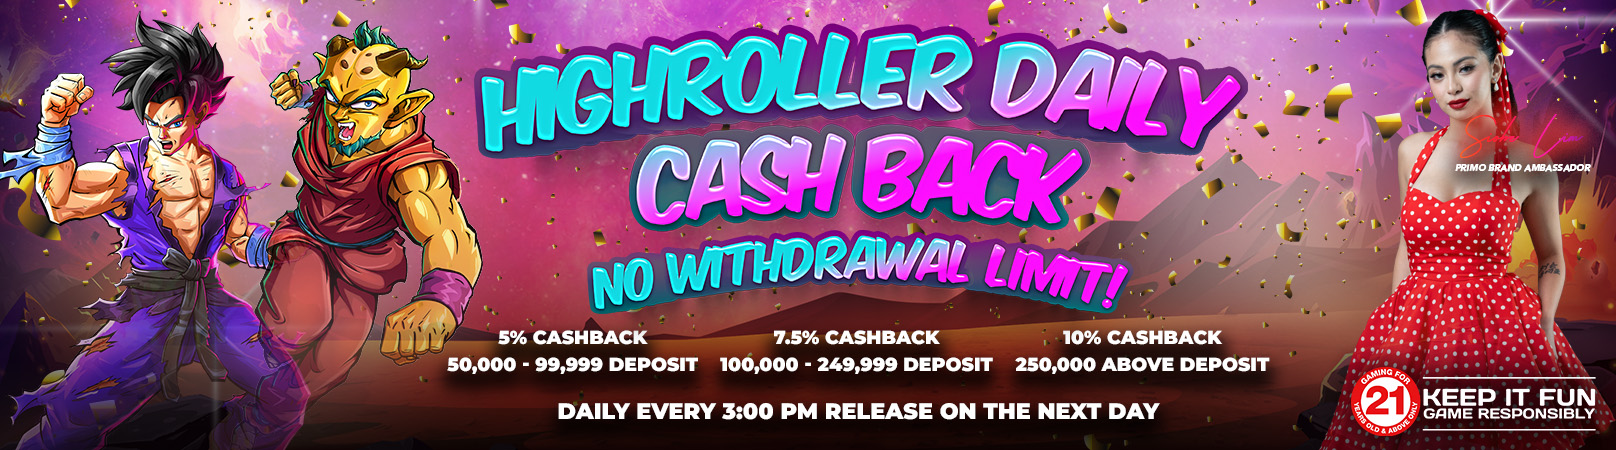 HIGHROLLER DAILY
CASH BACK
NO WITHDRAWAL LIMIT!
5% CASHBACK
50,000 - 99,999 DEPOSIT
7.5% CASHBACK
100,000 - 249,999 DEPOSIT
10% CASHBACK
250,000 ABOVE DEPOSIT
DAILY EVERY 3:00 PM RELEASE ON THE NEXT DAY
PRIMO BRAND AMBASSADOR
GAMING FOR
21
YEARS OLD & ABOVE ONLY
KEEP IT FUN
GAME RESPONSIBLY